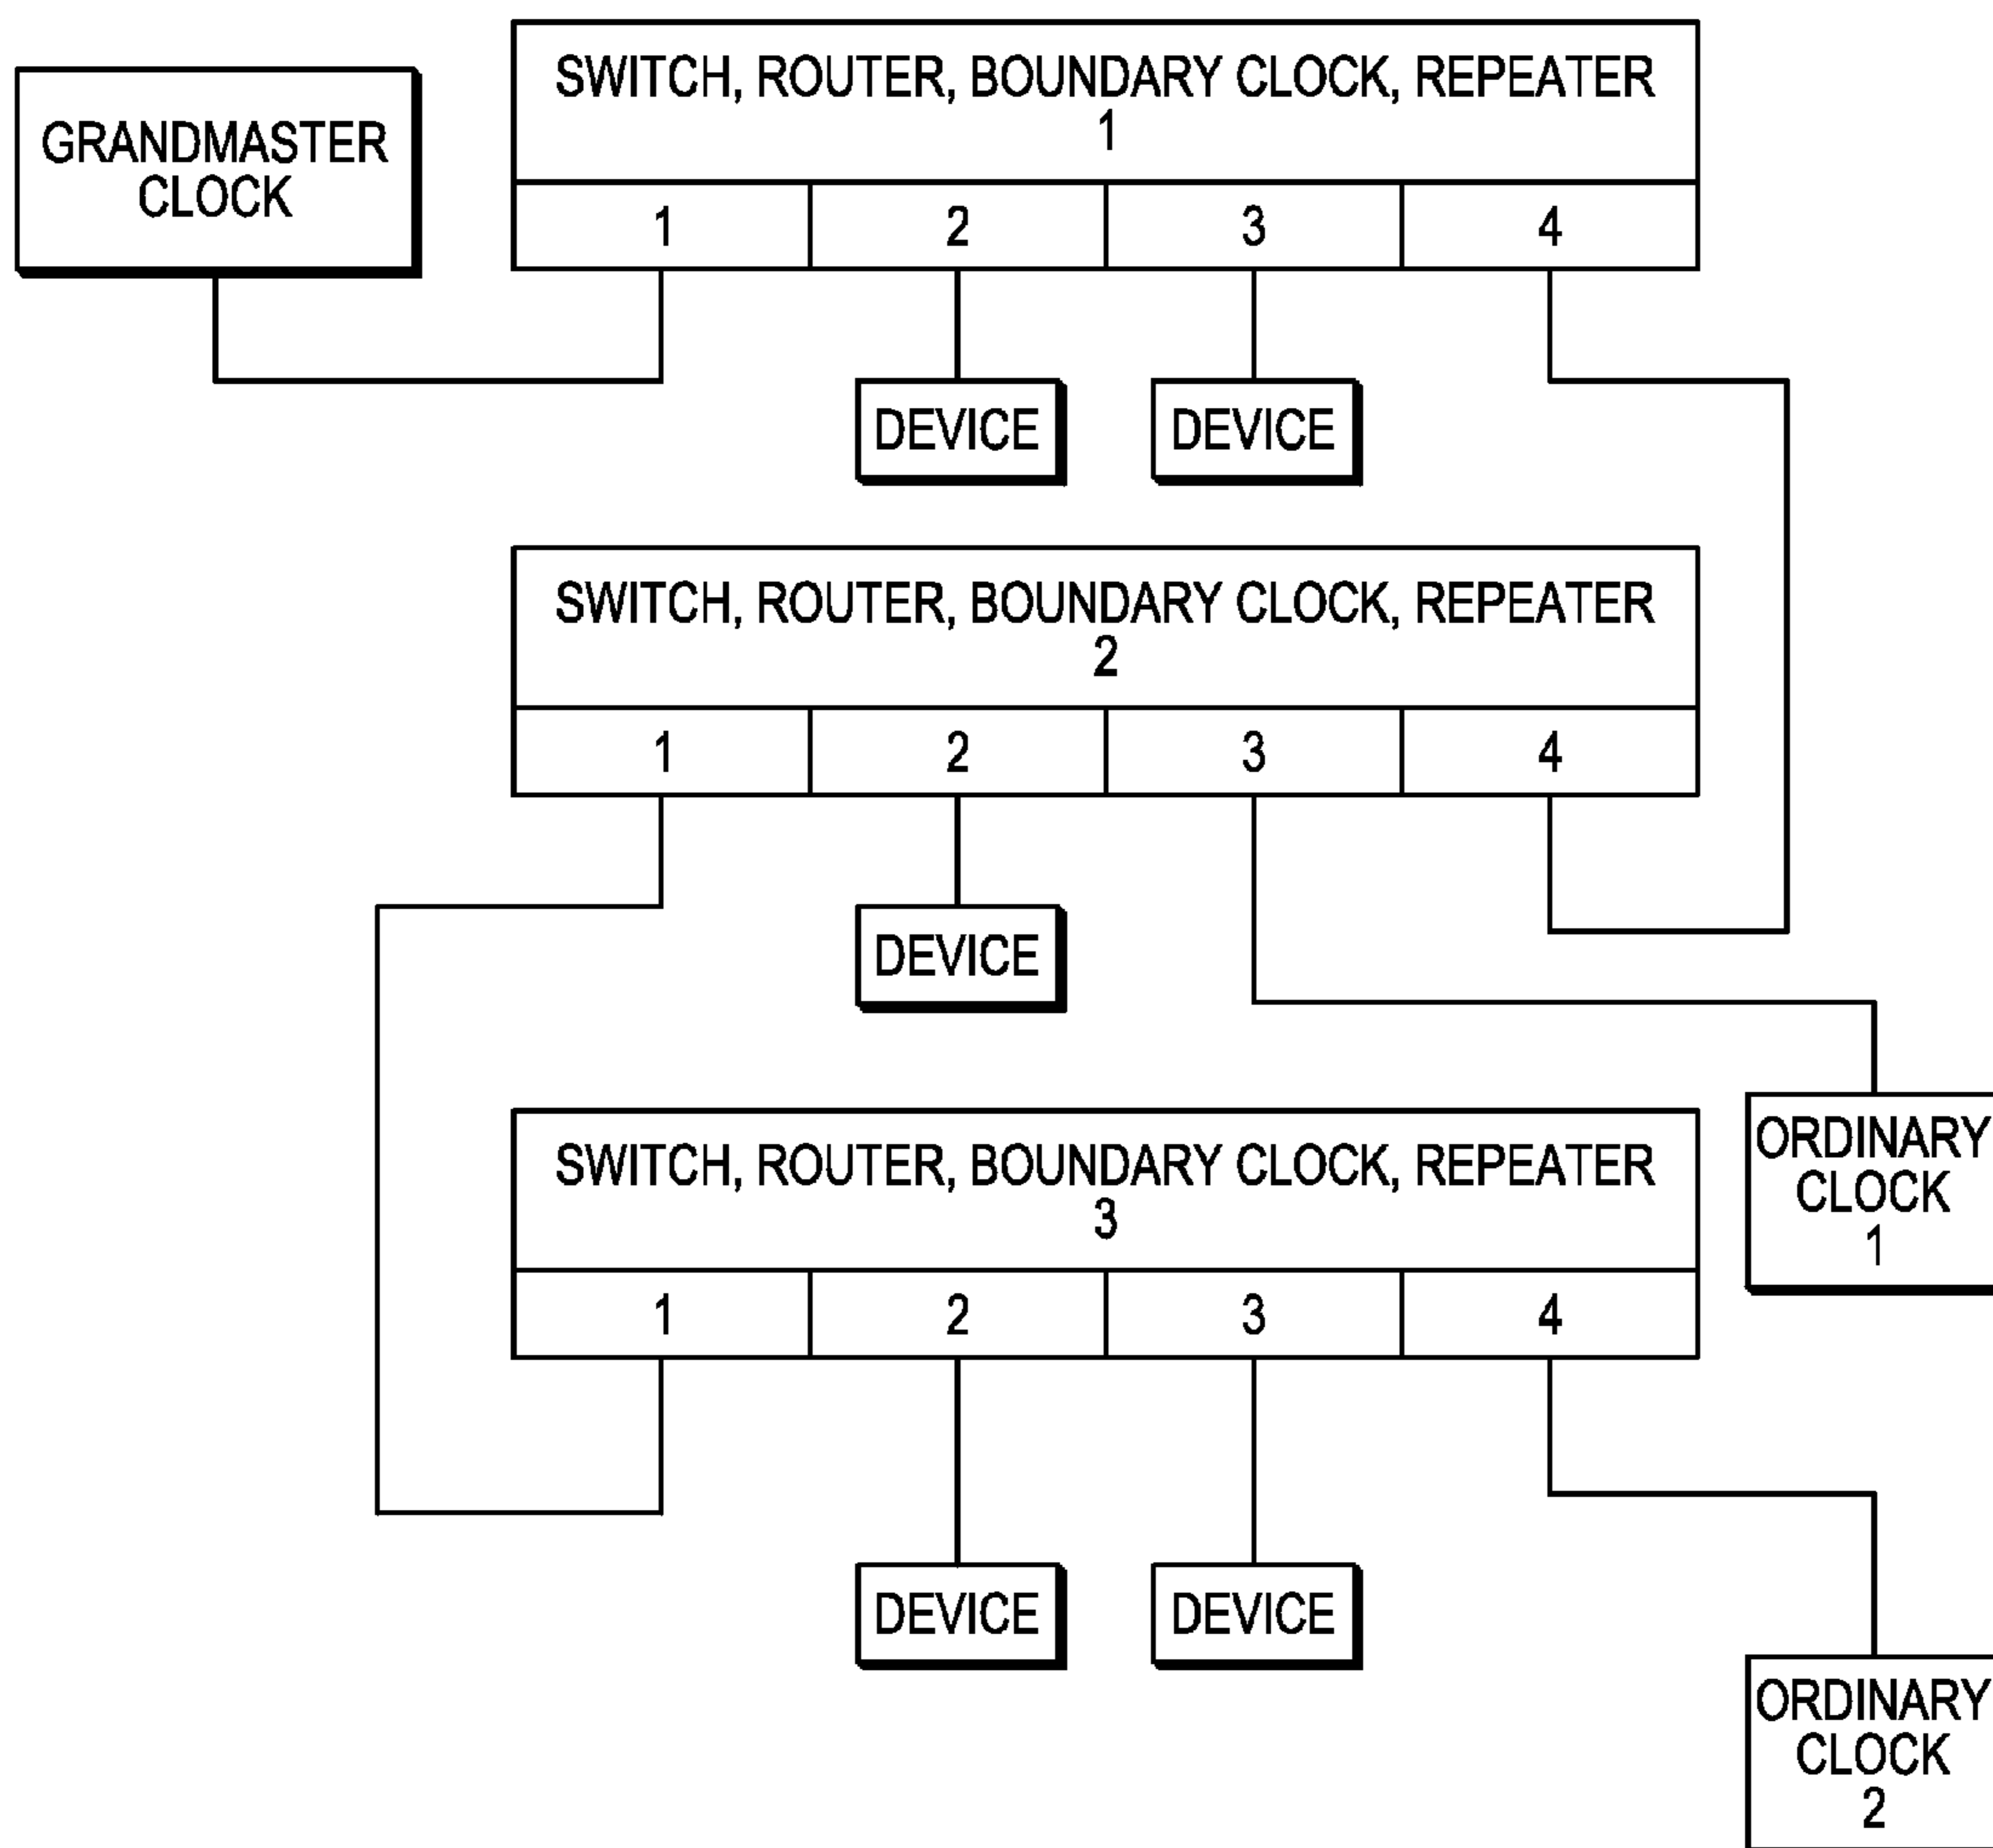 GRANDMASTER
CLOCK
SWITCH, ROUTER, BOUNDARY CLOCK, REPEATER
1
1 2 3 4
DEVICE DEVICE
SWITCH, ROUTER, BOUNDARY CLOCK, REPEATER
2
1 2 3 4
DEVICE
SWITCH, ROUTER, BOUNDARY CLOCK, REPEATER
3
1 2 3 4
ORDINARY
CLOCK
1
DEVICE DEVICE
ORDINARY
CLOCK
2